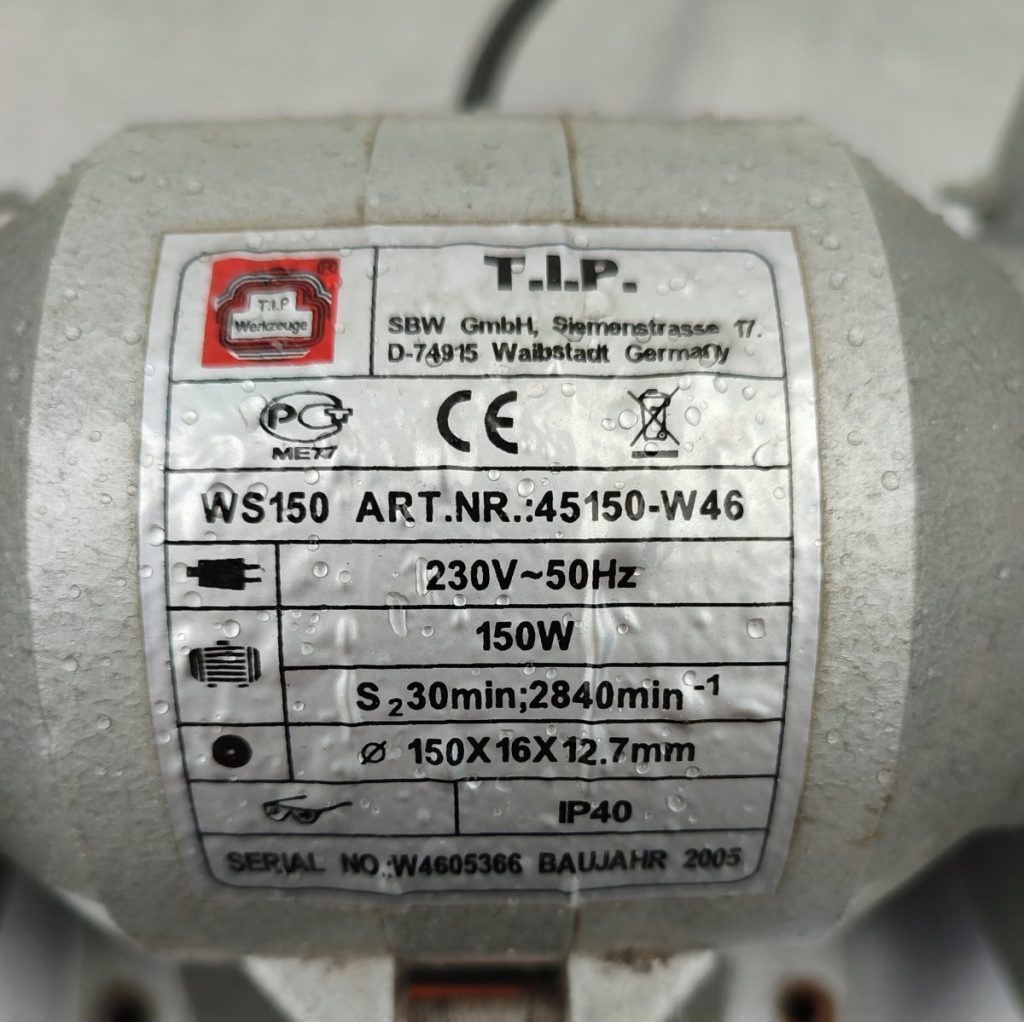 T.I.P
Werkzeuge
®
T.I.P.
SBW GmbH, Siemenstrasse 17.
D-74915 Waibstadt Germany
PCT
ME77
CE
WS150 ART.NR.:45150-W46
230V~50Hz
150W
S₂30min;2840min⁻¹
⌀ 150X16X12.7mm
IP40
SERIAL NO.:W4605366 BAUJAHR 2005